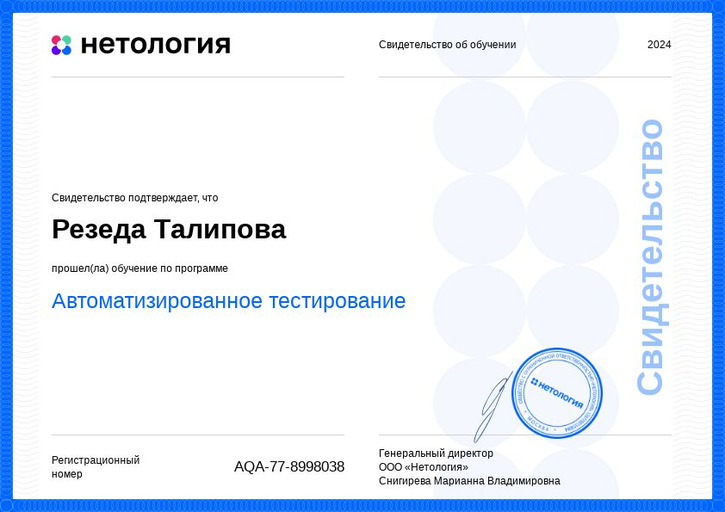 нетология
Свидетельство об обучении
2024
Свидетельство
Свидетельство подтверждает, что
Резеда Талипова
прошел(ла) обучение по программе
Автоматизированное тестирование
нетология
МОСКВА
Регистрационный
номер
AQA-77-8998038
Генеральный директор
ООО «Нетология»
Снигирева Марианна Владимировна